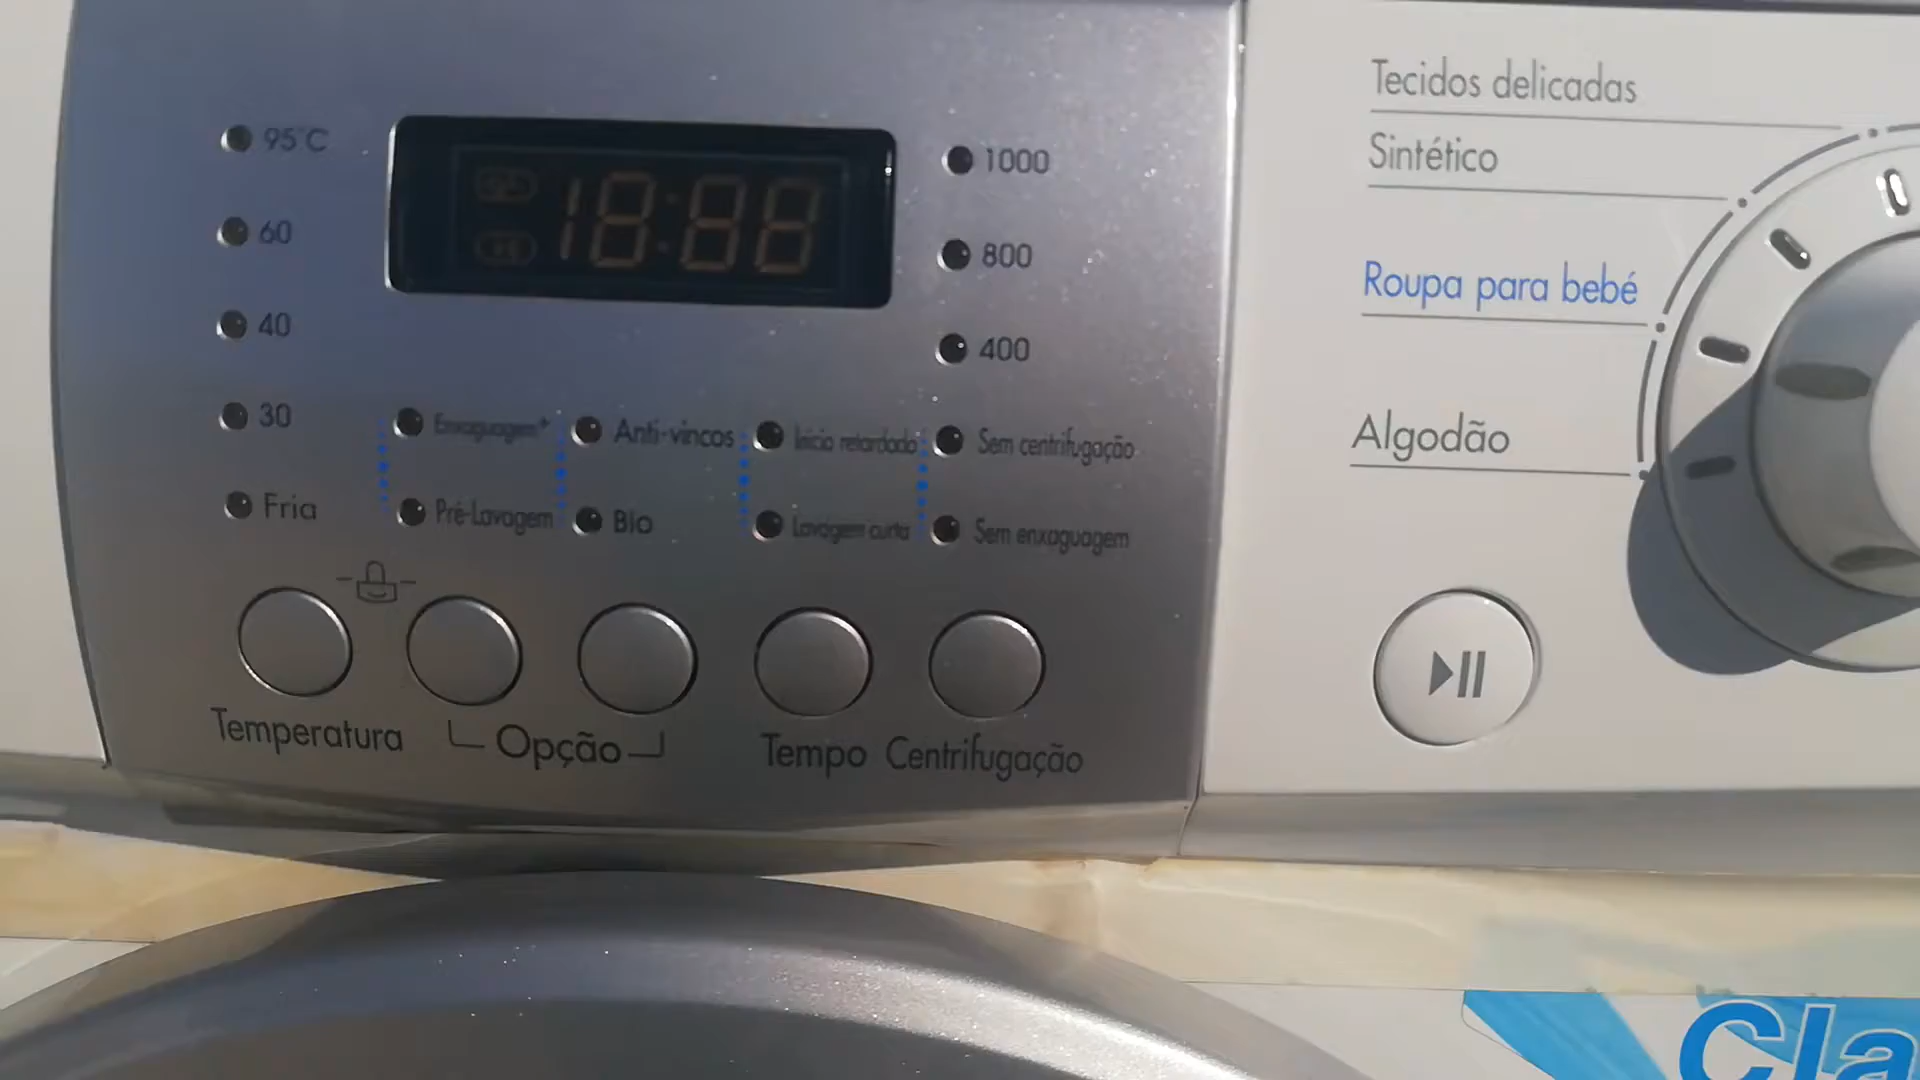 95°C
60
40
30
Fria
18:88
1000
800
400
Enxaguagem+
Anti-vincos
Início retardado
Sem centrifugação
Pré-Lavagem
Bio
Lavagem curta
Sem enxaguagem
Temperatura
Opção
Tempo
Centrifugação
Tecidos delicadas
Sintético
Roupa para bebé
Algodão
Cla